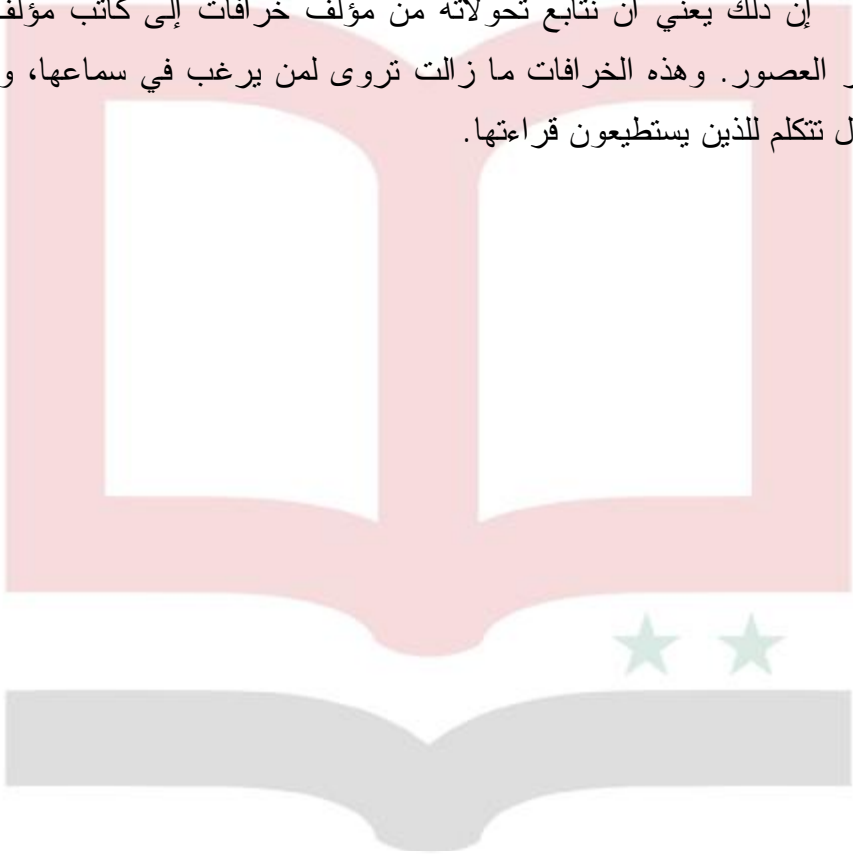 إن ذلك يعني أن نتابع تحولاته من مؤلف خرافات إلى كاتب مؤلف
العصور. وهذه الخرافات ما زالت تروى لمن يرغب في سماعها،
تتكلم للذين يستطيعون قراءتها.